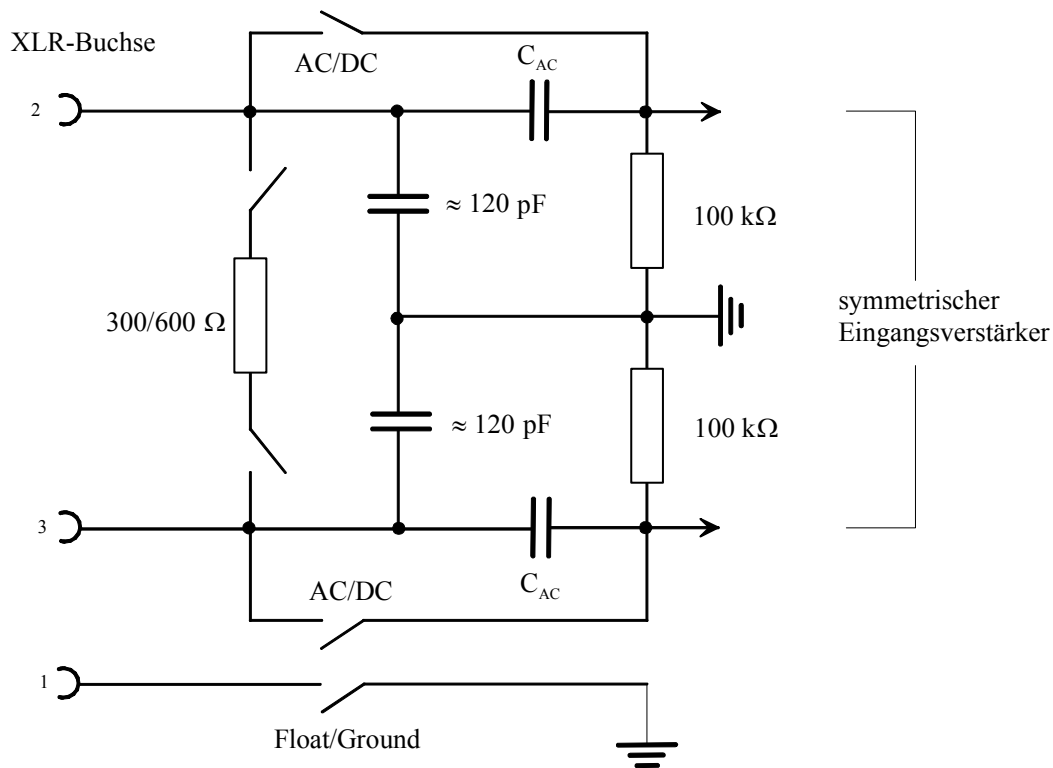 XLR-Buchse
AC/DC
C_AC
2
≈ 120 pF
100 kΩ
300/600 Ω
symmetrischer
Eingangsverstärker
≈ 120 pF
100 kΩ
3
C_AC
AC/DC
1
Float/Ground